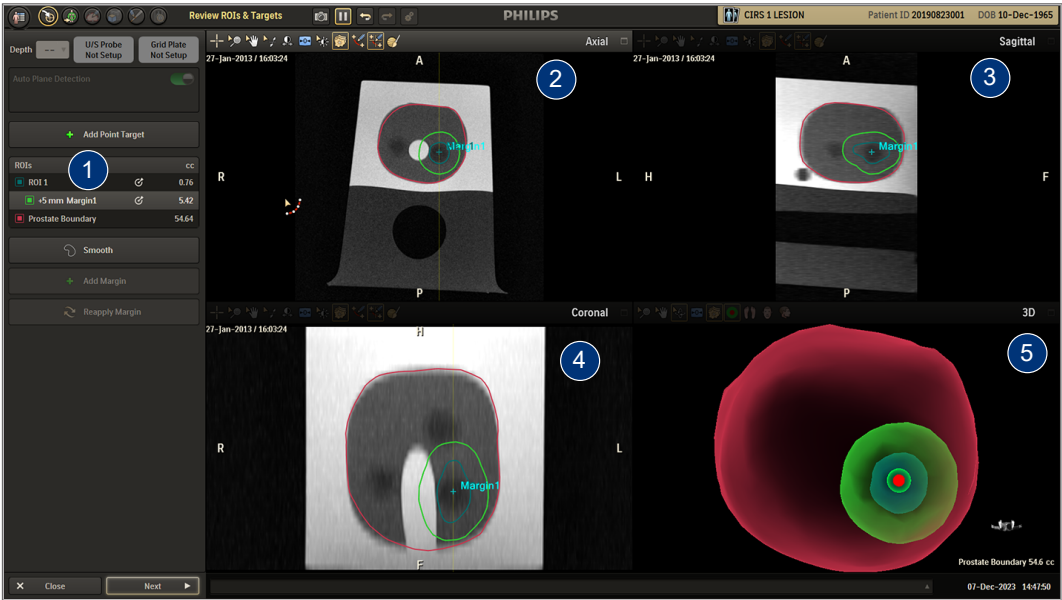 Review ROIs & Targets
PHILIPS
CIRS 1 LESION
Patient ID 20190823001
DOB 10-Dec-1965
Depth
--
U/S Probe
Not Setup
Grid Plate
Not Setup
Auto Plane Detection
+ Add Point Target
ROIs
cc
1
ROI 1
0.76
+5 mm Margin1
5.42
Prostate Boundary
54.64
Smooth
+ Add Margin
Reapply Margin
× Close
Next
Axial
27-Jan-2013 / 16:03:24
A
2
R
L
Margin1
P
Sagittal
27-Jan-2013 / 16:03:24
A
3
H
F
Margin1
P
Coronal
27-Jan-2013 / 16:03:24
H
4
R
L
Margin1
F
3D
5
Prostate Boundary 54.6 cc
07-Dec-2023 14:47:50